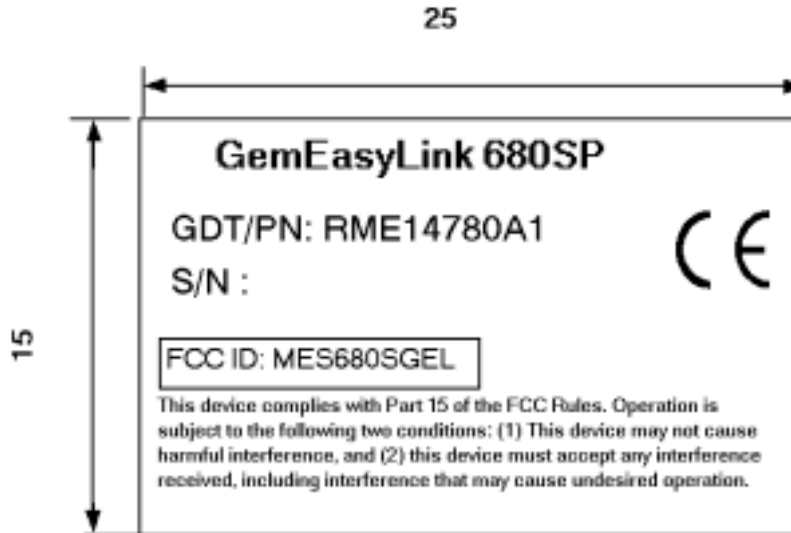 25
15
GemEasyLink 680SP
GDT/PN: RME14780A1
CE
S/N :
FCC ID: MES680SGEL
This device complies with Part 15 of the FCC Rules. Operation is
subject to the following two conditions: (1) This device may not cause
harmful interference, and (2) this device must accept any interference
received, including interference that may cause undesired operation.